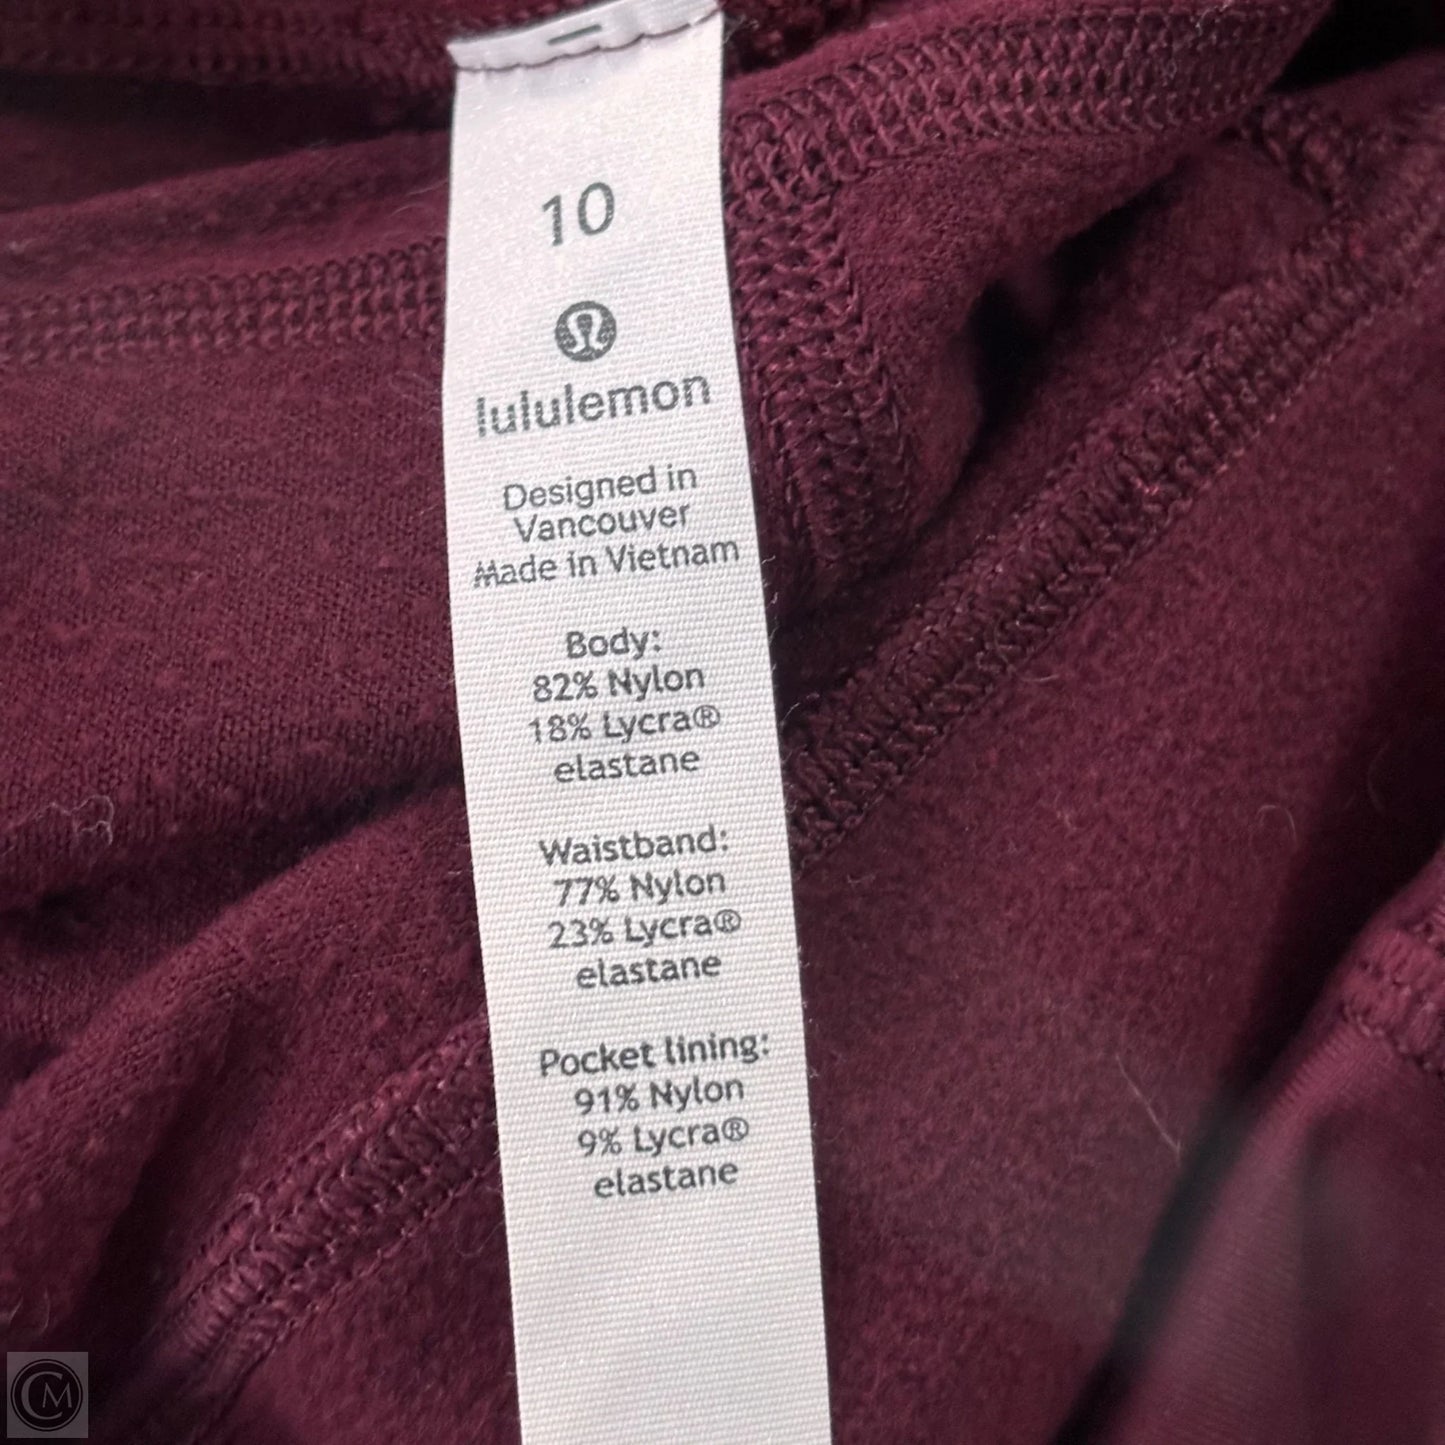 10
lululemon
Designed in
Vancouver
Made in Vietnam
Body:
82% Nylon
18% Lycra®
elastane
Waistband:
77% Nylon
23% Lycra®
elastane
Pocket lining:
91% Nylon
9% Lycra®
elastane
CM